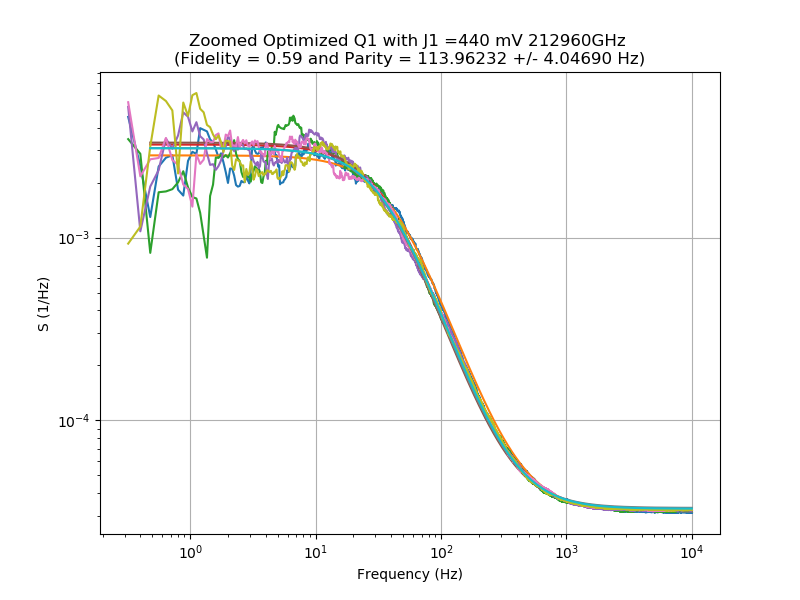 Zoomed Optimized Q1 with J1 =440 mV 212960GHz
(Fidelity = 0.59 and Parity = 113.96232 +/- 4.04690 Hz)
S (1/Hz)
10⁻³
10⁻⁴
10⁰ 10¹ 10² 10³ 10⁴
Frequency (Hz)